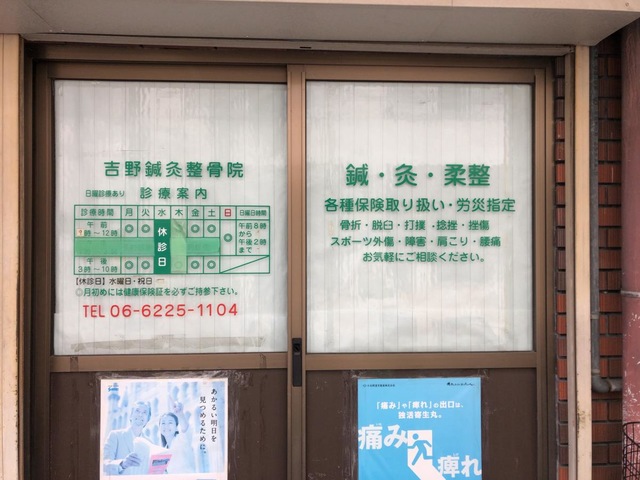 吉野鍼灸整骨院
日曜診療あり 診療案内
診療時間 月 火 水 木 金 土 日 日曜日時間
午前
9時～12時
休診日
午前8時
から
午後2時
まで
午後
3時～10時
【休診日】水曜日・祝日
◎月初めには健康保険証を必ずご持参下さい。
TEL 06-6225-1104
鍼・灸・柔整
各種保険取り扱い・労災指定
骨折・脱臼・打撲・捻挫・挫傷
スポーツ外傷・障害・肩こり・腰痛
お気軽にご相談ください。
あかるい明日を
見つめるために、
「痛み」や「痺れ」の出口は、
独活寄生丸。
痛み
痺れ